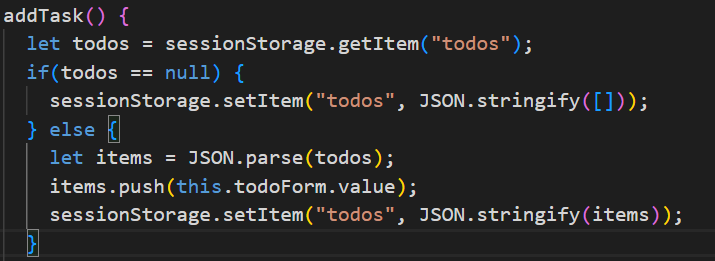 addTask() {
let todos = sessionStorage.getItem("todos");
if(todos == null) {
sessionStorage.setItem("todos", JSON.stringify([]));
} else {
let items = JSON.parse(todos);
items.push(this.todoForm.value);
sessionStorage.setItem("todos", JSON.stringify(items));
}